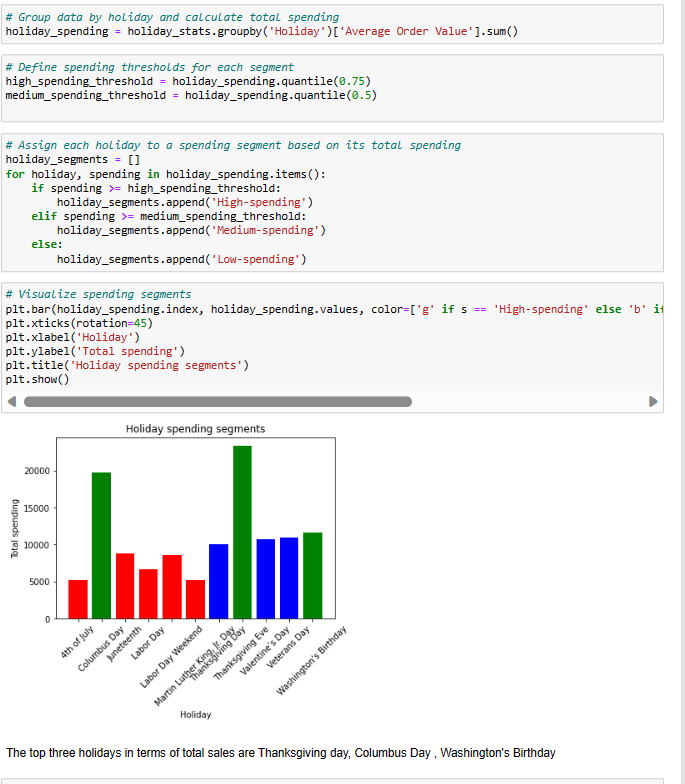 # Group data by holiday and calculate total spending
holiday_spending = holiday_stats.groupby('Holiday')['Average Order Value'].sum()
# Define spending thresholds for each segment
high_spending_threshold = holiday_spending.quantile(0.75)
medium_spending_threshold = holiday_spending.quantile(0.5)
# Assign each holiday to a spending segment based on its total spending
holiday_segments = []
for holiday, spending in holiday_spending.items():
    if spending >= high_spending_threshold:
        holiday_segments.append('High-spending')
    elif spending >= medium_spending_threshold:
        holiday_segments.append('Medium-spending')
    else:
        holiday_segments.append('Low-spending')
# Visualize spending segments
plt.bar(holiday_spending.index, holiday_spending.values, color=['g' if s == 'High-spending' else 'b' if
plt.xticks(rotation=45)
plt.xlabel('Holiday')
plt.ylabel('Total spending')
plt.title('Holiday spending segments')
plt.show()
Holiday spending segments
Total spending
20000
15000
10000
5000
0
4th of July
Columbus Day
Juneteenth
Labor Day
Labor Day Weekend
Martin Luther King, Jr. Day
Thanksgiving Day
Thanksgiving Eve
Valentine's Day
Veterans Day
Washington's Birthday
Holiday
The top three holidays in terms of total sales are Thanksgiving day, Columbus Day , Washington's Birthday